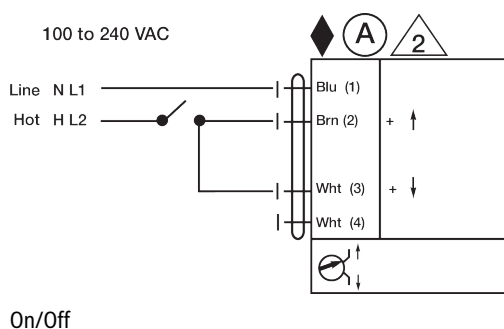 100 to 240 VAC
A
2
Line N L1
Blu (1)
Hot H L2
Brn (2)
+
Wht (3)
+
Wht (4)
On/Off